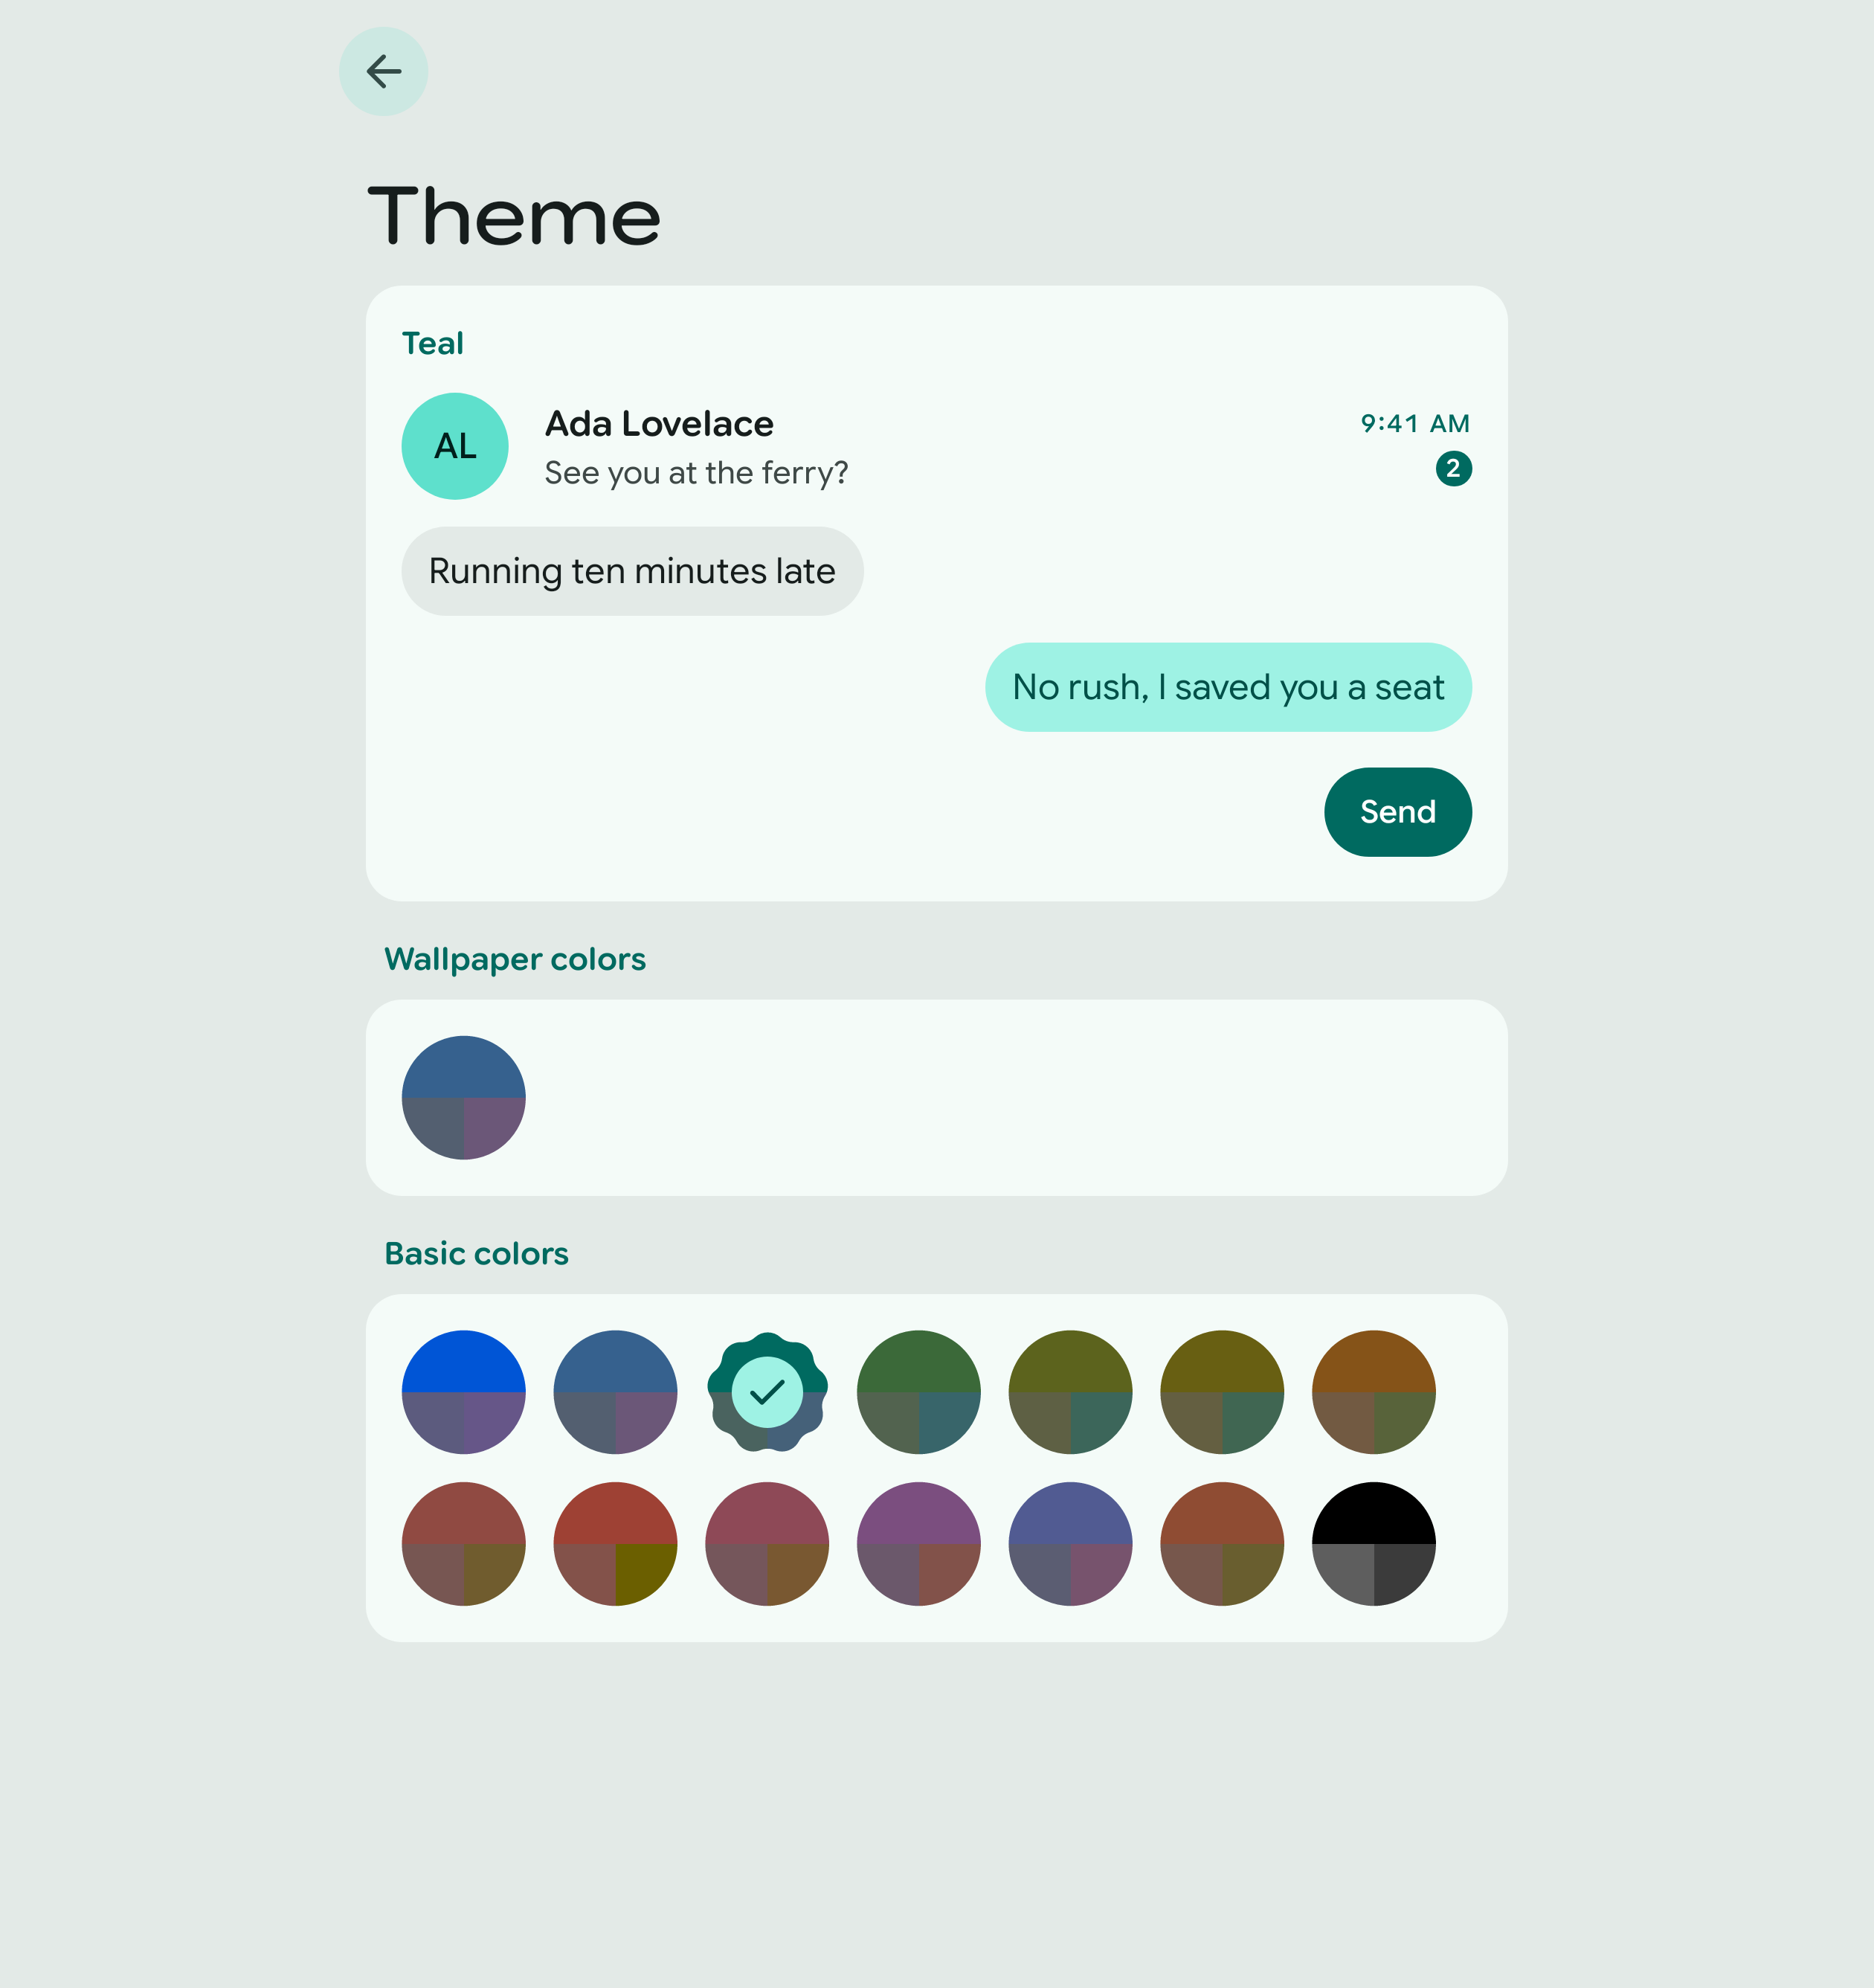 Theme
Teal
AL
Ada Lovelace
9:41 AM
See you at the ferry?
2
Running ten minutes late
No rush, I saved you a seat
Send
Wallpaper colors
Basic colors